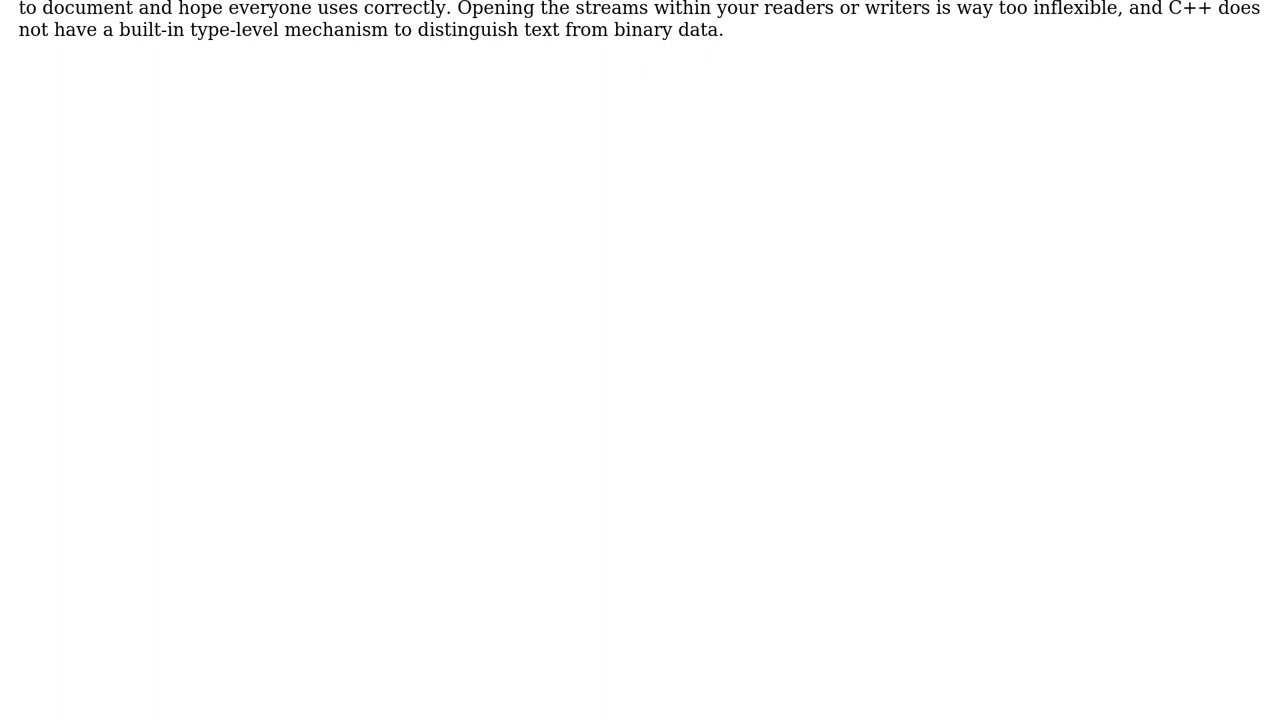 to document and hope everyone uses correctly. Opening the streams within your readers or writers is way too inflexible, and C++ does
not have a built-in type-level mechanism to distinguish text from binary data.